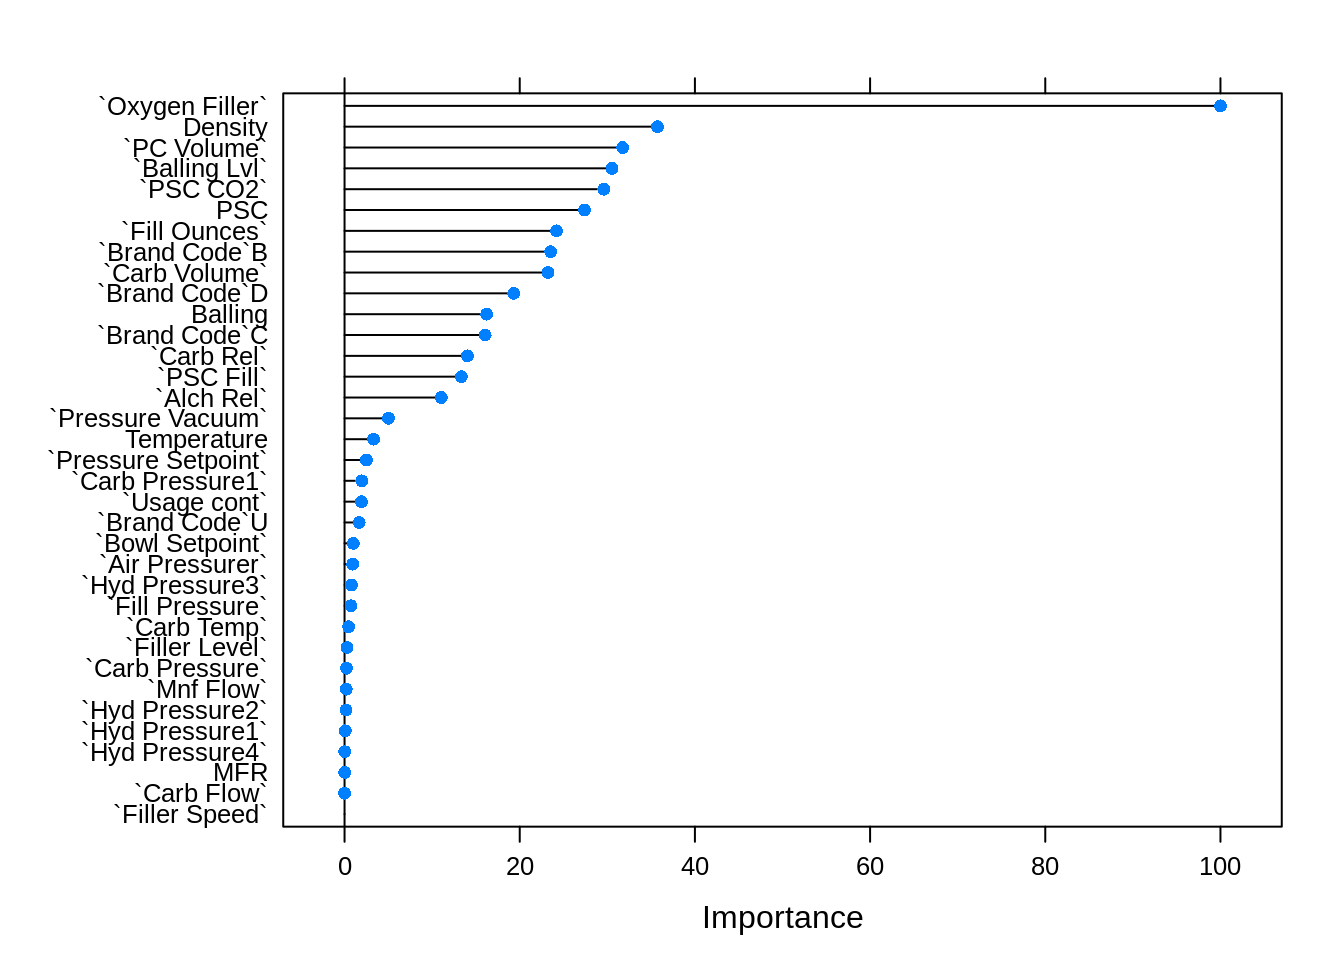 `Oxygen Filler`
Density
`PC Volume`
`Balling Lvl`
`PSC CO2`
PSC
`Fill Ounces`
`Brand Code`B
`Carb Volume`
`Brand Code`D
Balling
`Brand Code`C
`Carb Rel`
`PSC Fill`
`Alch Rel`
`Pressure Vacuum`
Temperature
`Pressure Setpoint`
`Carb Pressure1`
`Usage cont`
`Brand Code`U
`Bowl Setpoint`
`Air Pressurer`
`Hyd Pressure3`
`Fill Pressure`
`Carb Temp`
`Filler Level`
`Carb Pressure`
`Mnf Flow`
`Hyd Pressure2`
`Hyd Pressure1`
`Hyd Pressure4`
MFR
`Carb Flow`
`Filler Speed`
0 20 40 60 80 100
Importance